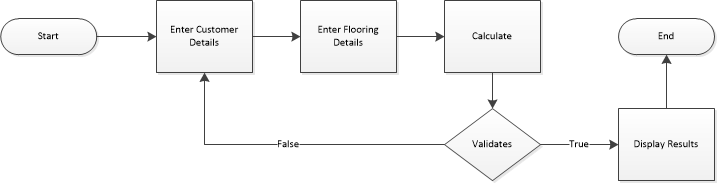 Start
Enter Customer
Details
Enter Flooring
Details
Calculate
End
False
Validates
True
Display Results